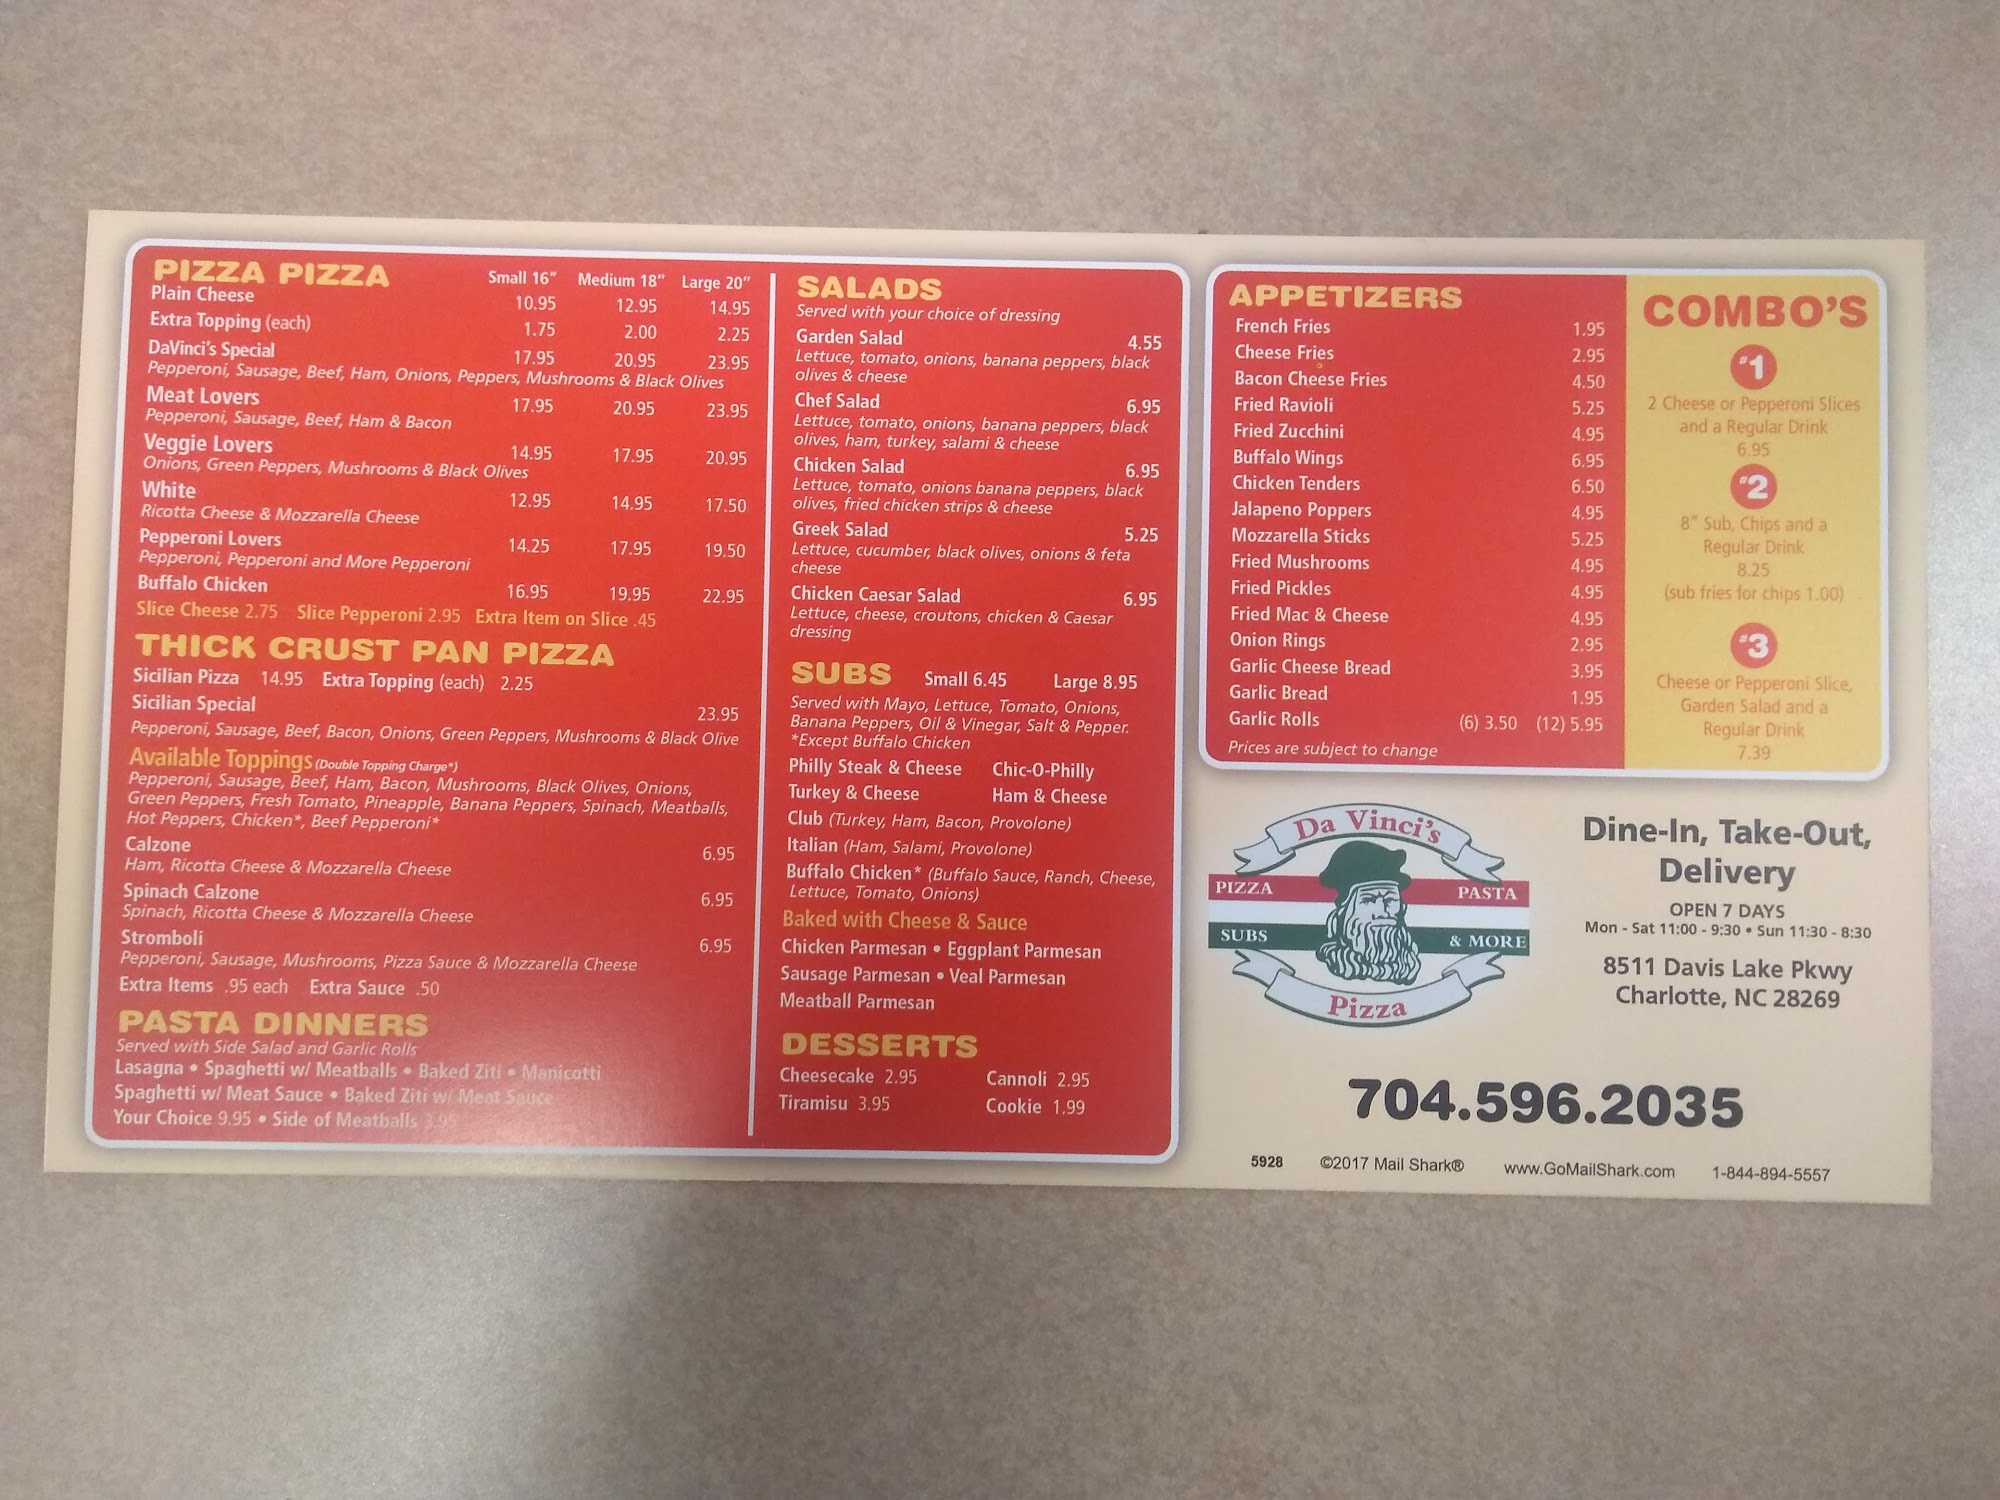 PIZZA PIZZA Small 16" Medium 18" Large 20"
Plain Cheese 10.95 12.95 14.95
Extra Topping (each) 1.75 2.00 2.25
DaVinci's Special 17.95 20.95 23.95
Pepperoni, Sausage, Beef, Ham, Onions, Peppers, Mushrooms & Black Olives
Meat Lovers 17.95 20.95 23.95
Pepperoni, Sausage, Beef, Ham & Bacon
Veggie Lovers 14.95 17.95 20.95
Onions, Green Peppers, Mushrooms & Black Olives
White 12.95 14.95 17.50
Ricotta Cheese & Mozzarella Cheese
Pepperoni Lovers 14.25 17.95 19.50
Pepperoni, Pepperoni and More Pepperoni
Buffalo Chicken 16.95 19.95 22.95
Slice Cheese 2.75 Slice Pepperoni 2.95 Extra Item on Slice .45
THICK CRUST PAN PIZZA
Sicilian Pizza 14.95 Extra Topping (each) 2.25
Sicilian Special 23.95
Pepperoni, Sausage, Beef, Bacon, Onions, Green Peppers, Mushrooms & Black Olive
Available Toppings (Double Topping Charge*)
Pepperoni, Sausage, Beef, Ham, Bacon, Mushrooms, Black Olives, Onions,
Green Peppers, Fresh Tomato, Pineapple, Banana Peppers, Spinach, Meatballs,
Hot Peppers, Chicken*, Beef Pepperoni*
Calzone 6.95
Ham, Ricotta Cheese & Mozzarella Cheese
Spinach Calzone 6.95
Spinach, Ricotta Cheese & Mozzarella Cheese
Stromboli 6.95
Pepperoni, Sausage, Mushrooms, Pizza Sauce & Mozzarella Cheese
Extra Items .95 each Extra Sauce .50
PASTA DINNERS
Served with Side Salad and Garlic Rolls
Lasagna • Spaghetti w/ Meatballs • Baked Ziti • Manicotti
Spaghetti w/ Meat Sauce • Baked Ziti w/ Meat Sauce
Your Choice 9.95 • Side of Meatballs 3.95
SALADS
Served with your choice of dressing
Garden Salad 4.55
Lettuce, tomato, onions, banana peppers, black
olives & cheese
Chef Salad 6.95
Lettuce, tomato, onions, banana peppers, black
olives, ham, turkey, salami & cheese
Chicken Salad 6.95
Lettuce, tomato, onions banana peppers, black
olives, fried chicken strips & cheese
Greek Salad 5.25
Lettuce, cucumber, black olives, onions & feta
cheese
Chicken Caesar Salad 6.95
Lettuce, cheese, croutons, chicken & Caesar
dressing
SUBS Small 6.45 Large 8.95
Served with Mayo, Lettuce, Tomato, Onions,
Banana Peppers, Oil & Vinegar, Salt & Pepper.
*Except Buffalo Chicken
Philly Steak & Cheese Chic-O-Philly
Turkey & Cheese Ham & Cheese
Club (Turkey, Ham, Bacon, Provolone)
Italian (Ham, Salami, Provolone)
Buffalo Chicken* (Buffalo Sauce, Ranch, Cheese,
Lettuce, Tomato, Onions)
Baked with Cheese & Sauce
Chicken Parmesan • Eggplant Parmesan
Sausage Parmesan • Veal Parmesan
Meatball Parmesan
DESSERTS
Cheesecake 2.95 Cannoli 2.95
Tiramisu 3.95 Cookie 1.99
APPETIZERS
French Fries 1.95
Cheese Fries 2.95
Bacon Cheese Fries 4.50
Fried Ravioli 5.25
Fried Zucchini 4.95
Buffalo Wings 6.95
Chicken Tenders 6.50
Jalapeno Poppers 4.95
Mozzarella Sticks 5.25
Fried Mushrooms 4.95
Fried Pickles 4.95
Fried Mac & Cheese 4.95
Onion Rings 2.95
Garlic Cheese Bread 3.95
Garlic Bread 1.95
Garlic Rolls (6) 3.50 (12) 5.95
Prices are subject to change
COMBO'S
#1
2 Cheese or Pepperoni Slices
and a Regular Drink
6.95
#2
8" Sub, Chips and a
Regular Drink
8.25
(sub fries for chips 1.00)
#3
Cheese or Pepperoni Slice,
Garden Salad and a
Regular Drink
7.39
Da Vinci's
PIZZA PASTA
SUBS & MORE
Pizza
Dine-In, Take-Out,
Delivery
OPEN 7 DAYS
Mon - Sat 11:00 - 9:30 • Sun 11:30 - 8:30
8511 Davis Lake Pkwy
Charlotte, NC 28269
704.596.2035
5928 ©2017 Mail Shark® www.GoMailShark.com 1-844-894-5557